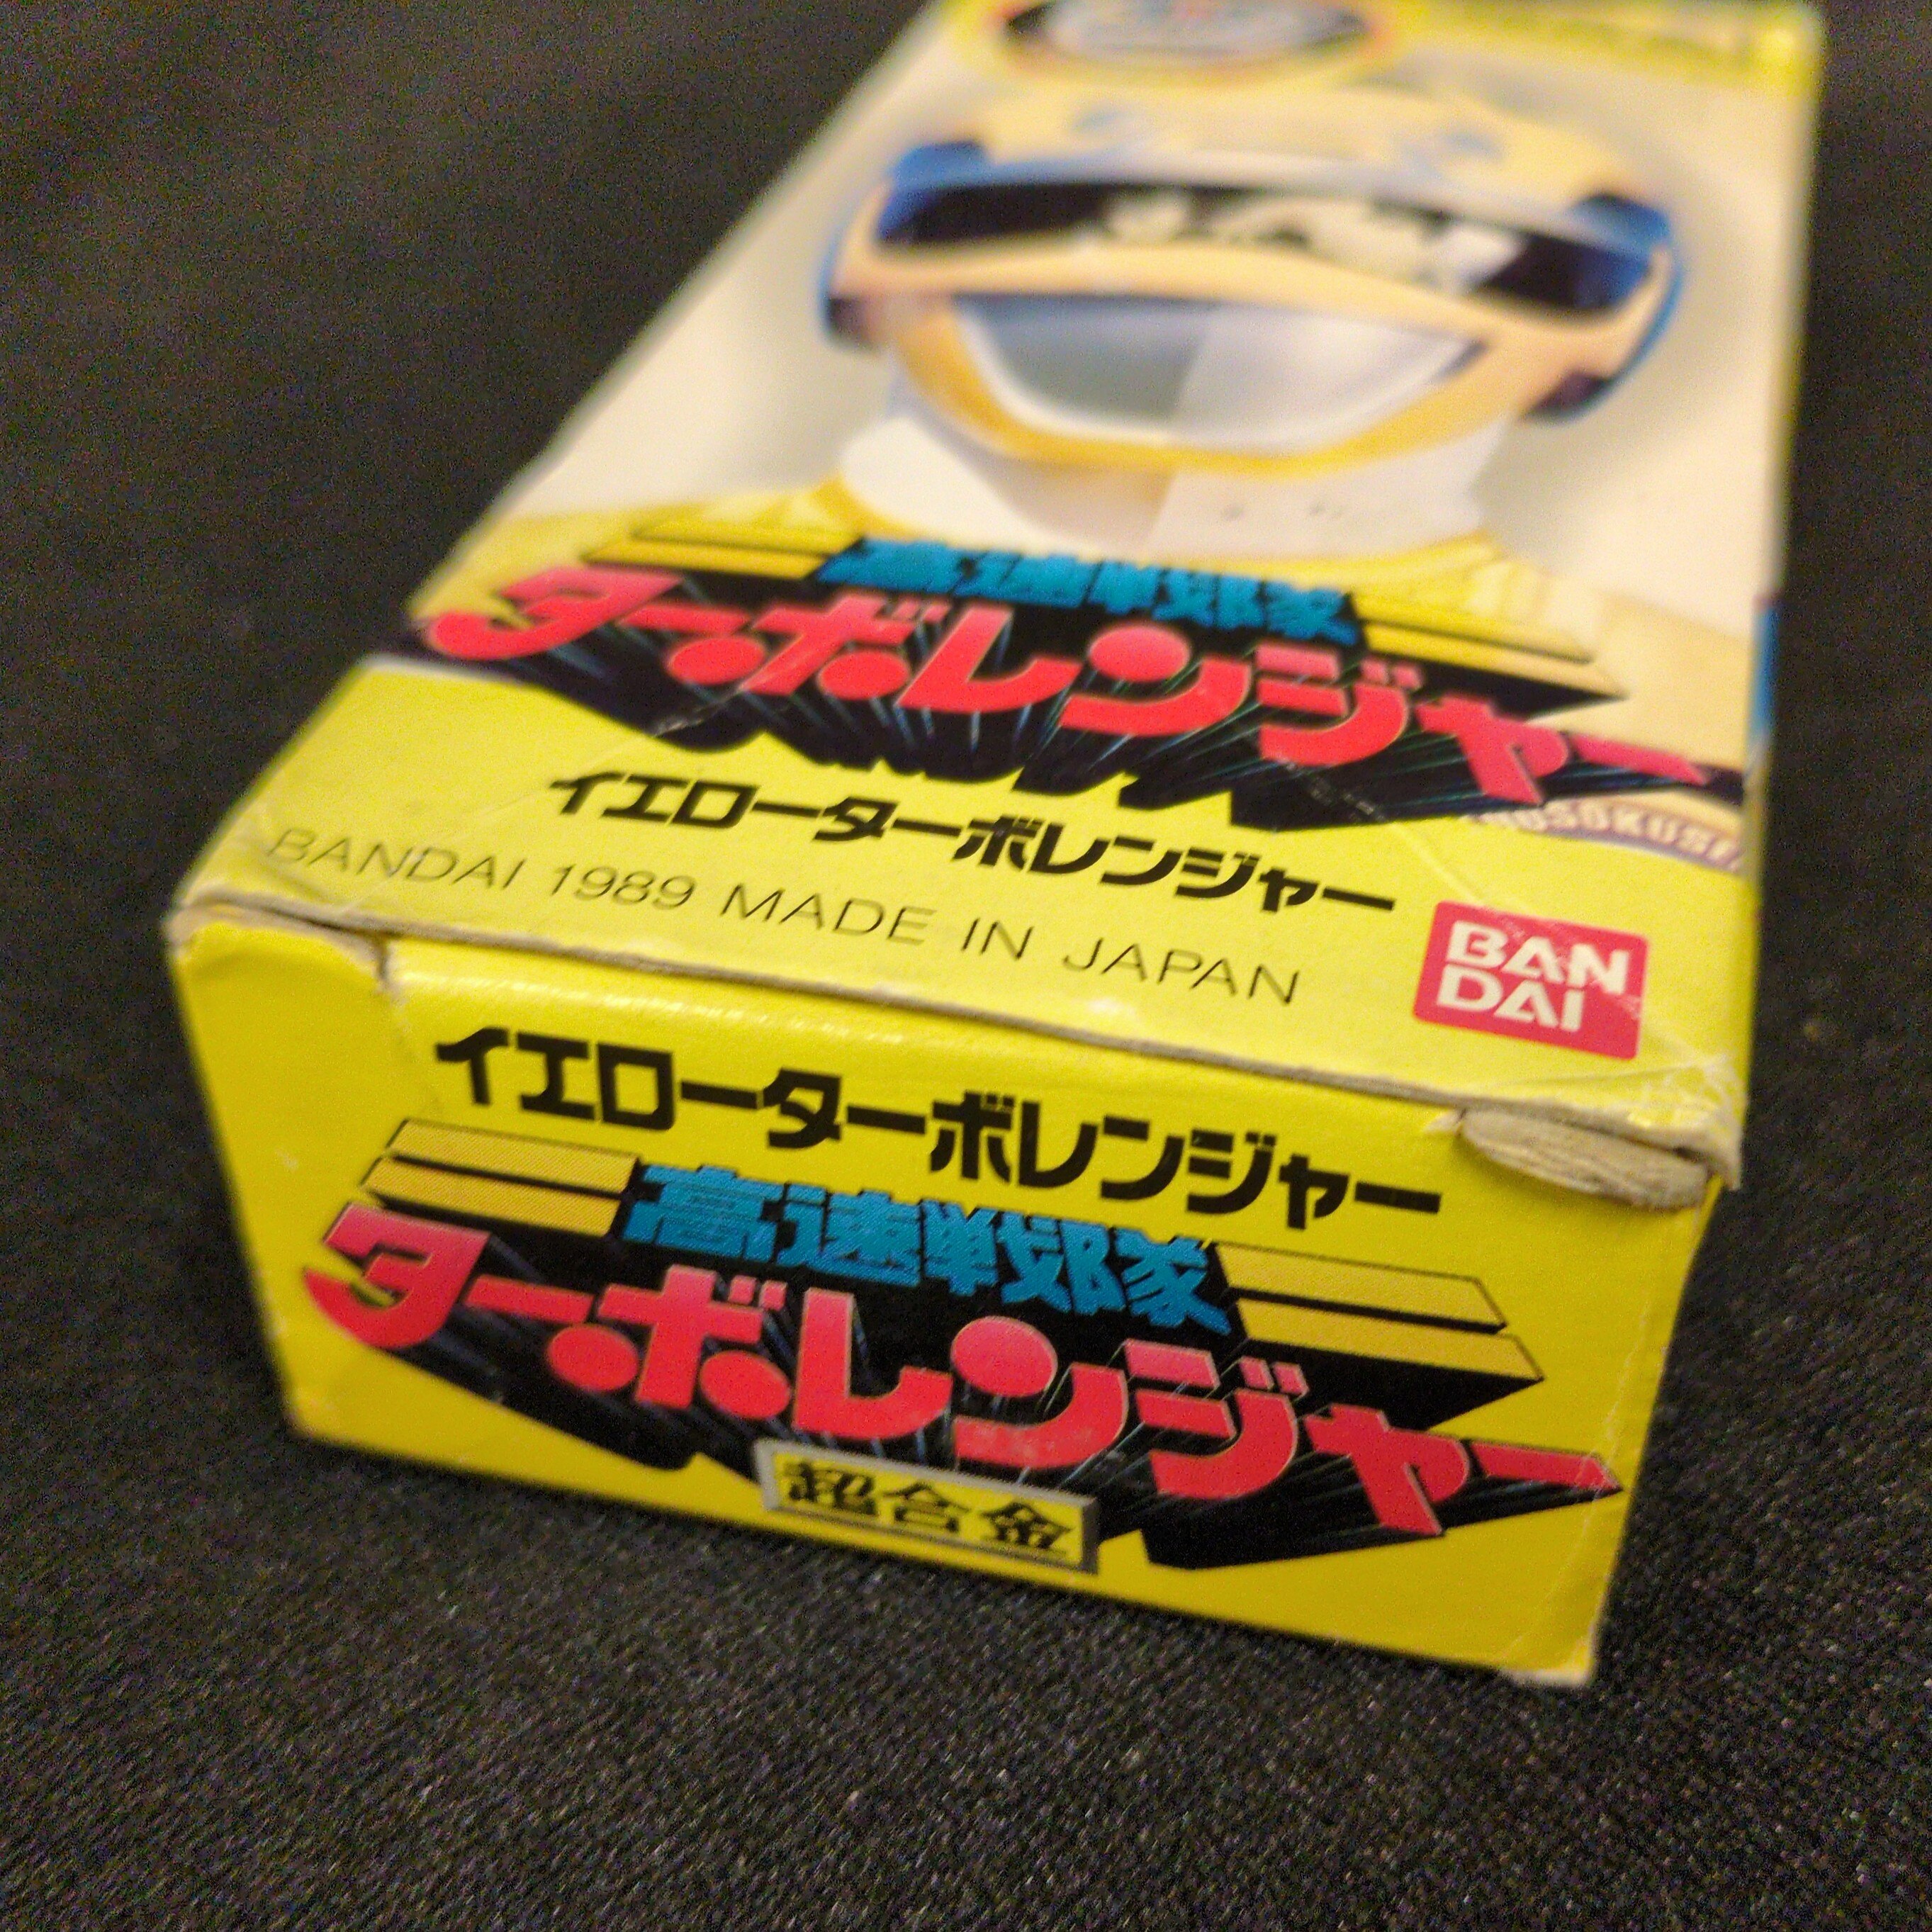 高速戦隊
ターボレンジャー
イエローターボレンジャー
BANDAI 1989 MADE IN JAPAN
BAN
DAI
イエローターボレンジャー
高速戦隊
ターボレンジャー
超合金